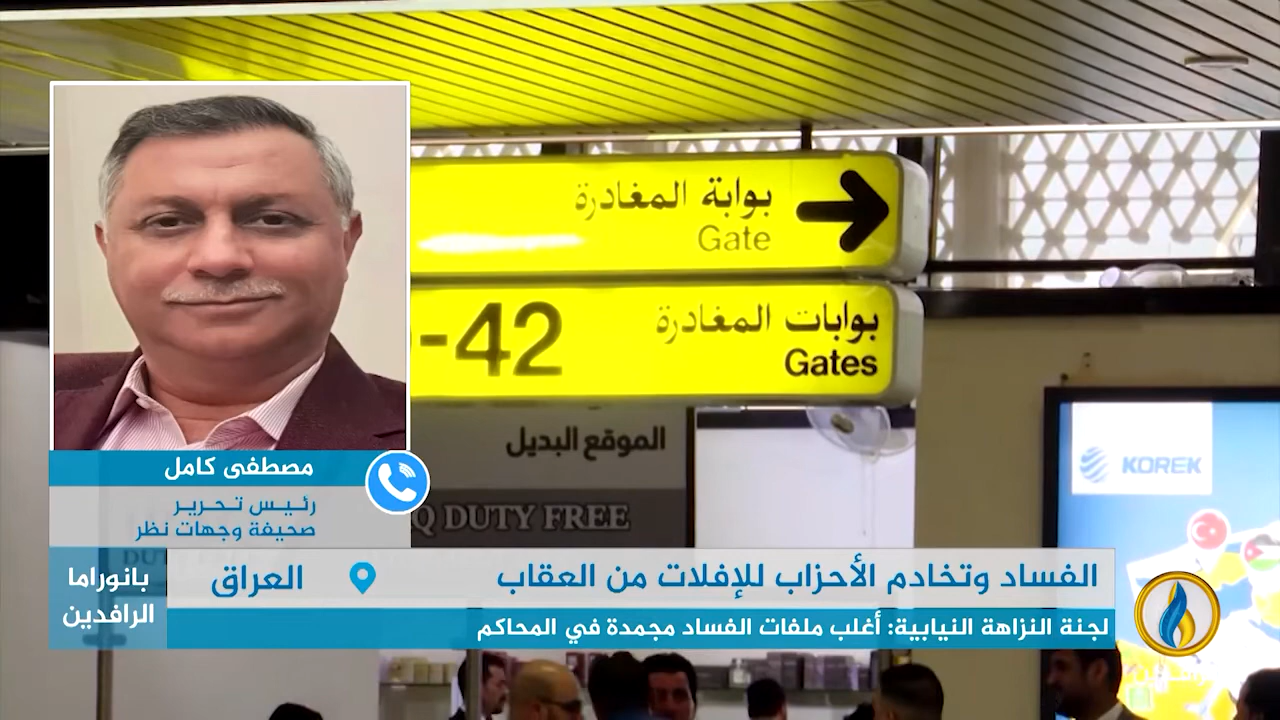 بوابة المغادرة
Gate
بوابات المغادرة
-42
Gates
الموقع البديل
Q DUTY FREE
KOREK
مصطفى كامل
رئيس تحرير
صحيفة وجهات نظر
بانوراما
الرافدين
العراق
الفساد وتخادم الأحزاب للإفلات من العقاب
لجنة النزاهة النيابية: أغلب ملفات الفساد مجمدة في المحاكم